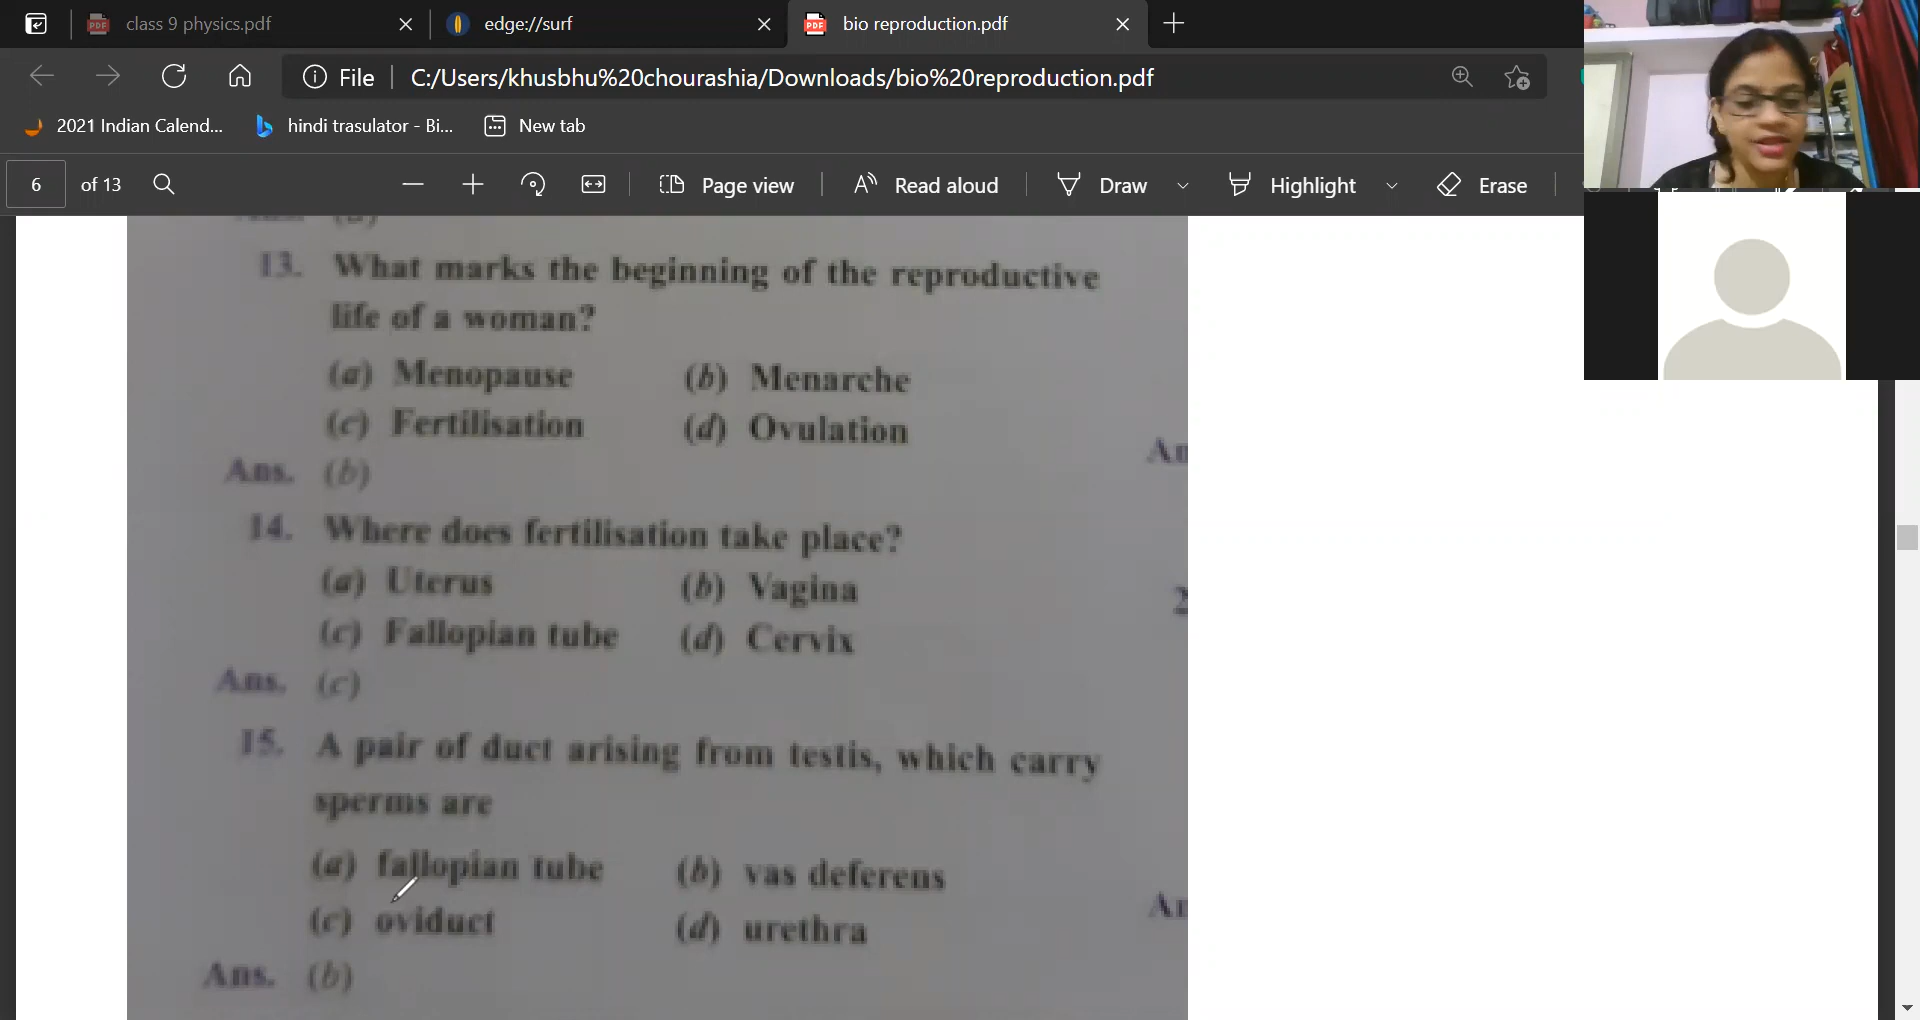 class 9 physics.pdf
edge://surf
bio reproduction.pdf
File
C:/Users/khusbhu%20chourashia/Downloads/bio%20reproduction.pdf
2021 Indian Calend...
hindi trasulator - Bi...
New tab
6 of 13
Page view
Read aloud
Draw
Highlight
Erase
13. What marks the beginning of the reproductive
life of a woman?
(a) Menopause (b) Menarche
(c) Fertilisation (d) Ovulation
Ans. (b)
14. Where does fertilisation take place?
(a) Uterus (b) Vagina
(c) Fallopian tube (d) Cervix
Ans. (c)
15. A pair of duct arising from testis, which carry
sperms are
(a) fallopian tube (b) vas deferens
(c) oviduct (d) urethra
Ans. (b)